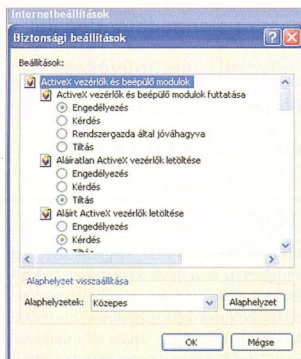 Internetbeállítások
Biztonsági beállítások
Beállítások:
ActiveX vezérlők és beépülő modulok
ActiveX vezérlők és beépülő modulok futtatása
Engedélyezés
Kérdés
Rendszergazda által jóváhagyva
Tiltás
Aláíratlan ActiveX vezérlők letöltése
Engedélyezés
Kérdés
Tiltás
Aláírt ActiveX vezérlők letöltése
Engedélyezés
Kérdés
Tiltás
Alaphelyzet visszaállítása
Alaphelyzetek: Közepes Alaphelyzet
OK Mégse